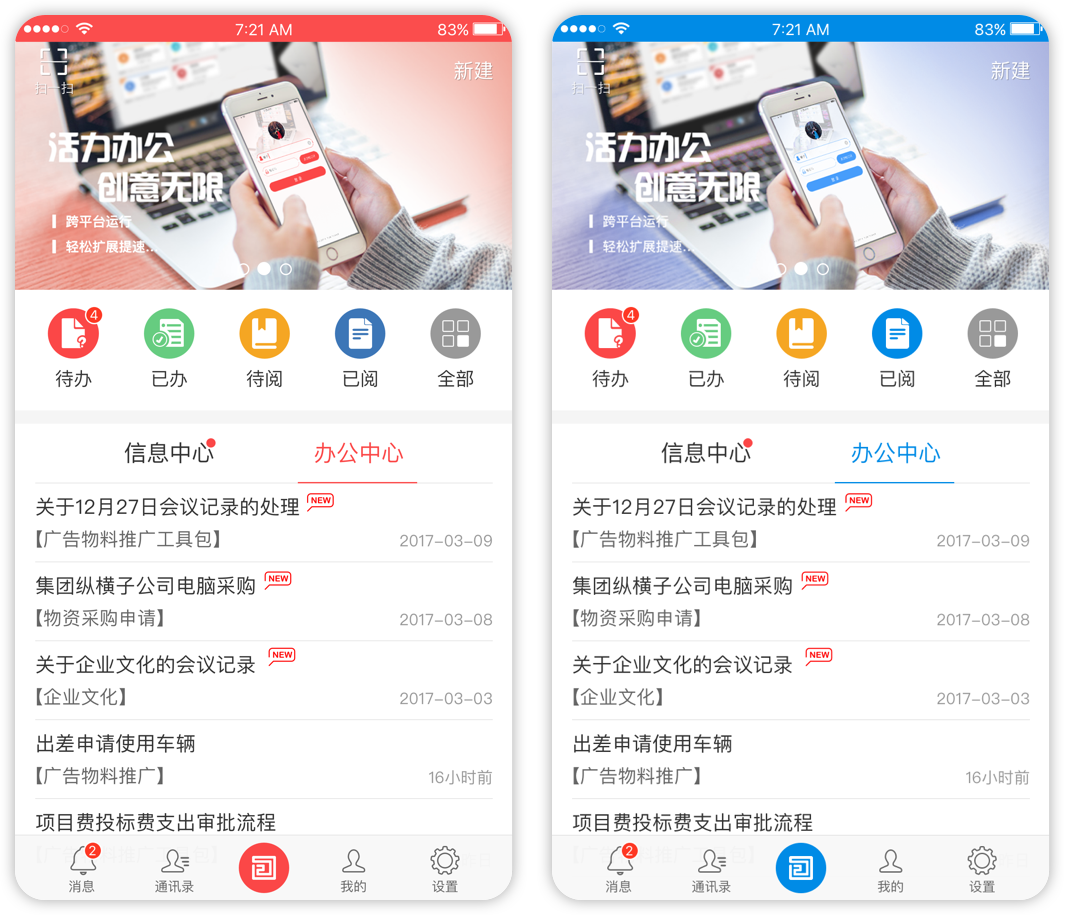 7:21 AM
83%
扫一扫
新建
活力办公
创意无限
跨平台运行
轻松扩展提速...
4
待办
已办
待阅
已阅
全部
信息中心
办公中心
关于12月27日会议记录的处理
NEW
【广告物料推广工具包】
2017-03-09
集团纵横子公司电脑采购
NEW
【物资采购申请】
2017-03-08
关于企业文化的会议记录
NEW
【企业文化】
2017-03-03
出差申请使用车辆
【广告物料推广】
16小时前
项目费投标费支出审批流程
【广告物料推广工具包】
2
消息
通讯录
我的
设置
7:21 AM
83%
扫一扫
新建
活力办公
创意无限
跨平台运行
轻松扩展提速...
4
待办
已办
待阅
已阅
全部
信息中心
办公中心
关于12月27日会议记录的处理
NEW
【广告物料推广工具包】
2017-03-09
集团纵横子公司电脑采购
NEW
【物资采购申请】
2017-03-08
关于企业文化的会议记录
NEW
【企业文化】
2017-03-03
出差申请使用车辆
【广告物料推广】
16小时前
项目费投标费支出审批流程
2
消息
通讯录
我的
设置